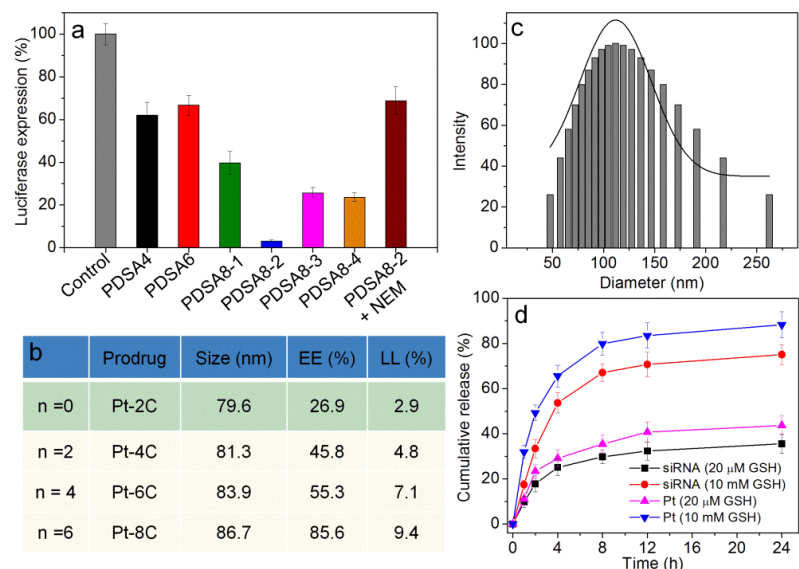 a
Luciferase expression (%)
100
80
60
40
20
0
Control
PDSA4
PDSA6
PDSA8-1
PDSA8-2
PDSA8-3
PDSA8-4
PDSA8-2
+ NEM
b Prodrug Size (nm) EE (%) LL (%)
n =0 Pt-2C 79.6 26.9 2.9
n =2 Pt-4C 81.3 45.8 4.8
n = 4 Pt-6C 83.9 55.3 7.1
n =6 Pt-8C 86.7 85.6 9.4
c
Intensity
100
80
60
40
20
0
50 100 150 200 250
Diameter (nm)
d
Cumulative release (%)
100
80
60
40
20
0
siRNA (20 μM GSH)
siRNA (10 mM GSH)
Pt (20 μM GSH)
Pt (10 mM GSH)
0 4 8 12 24
Time (h)